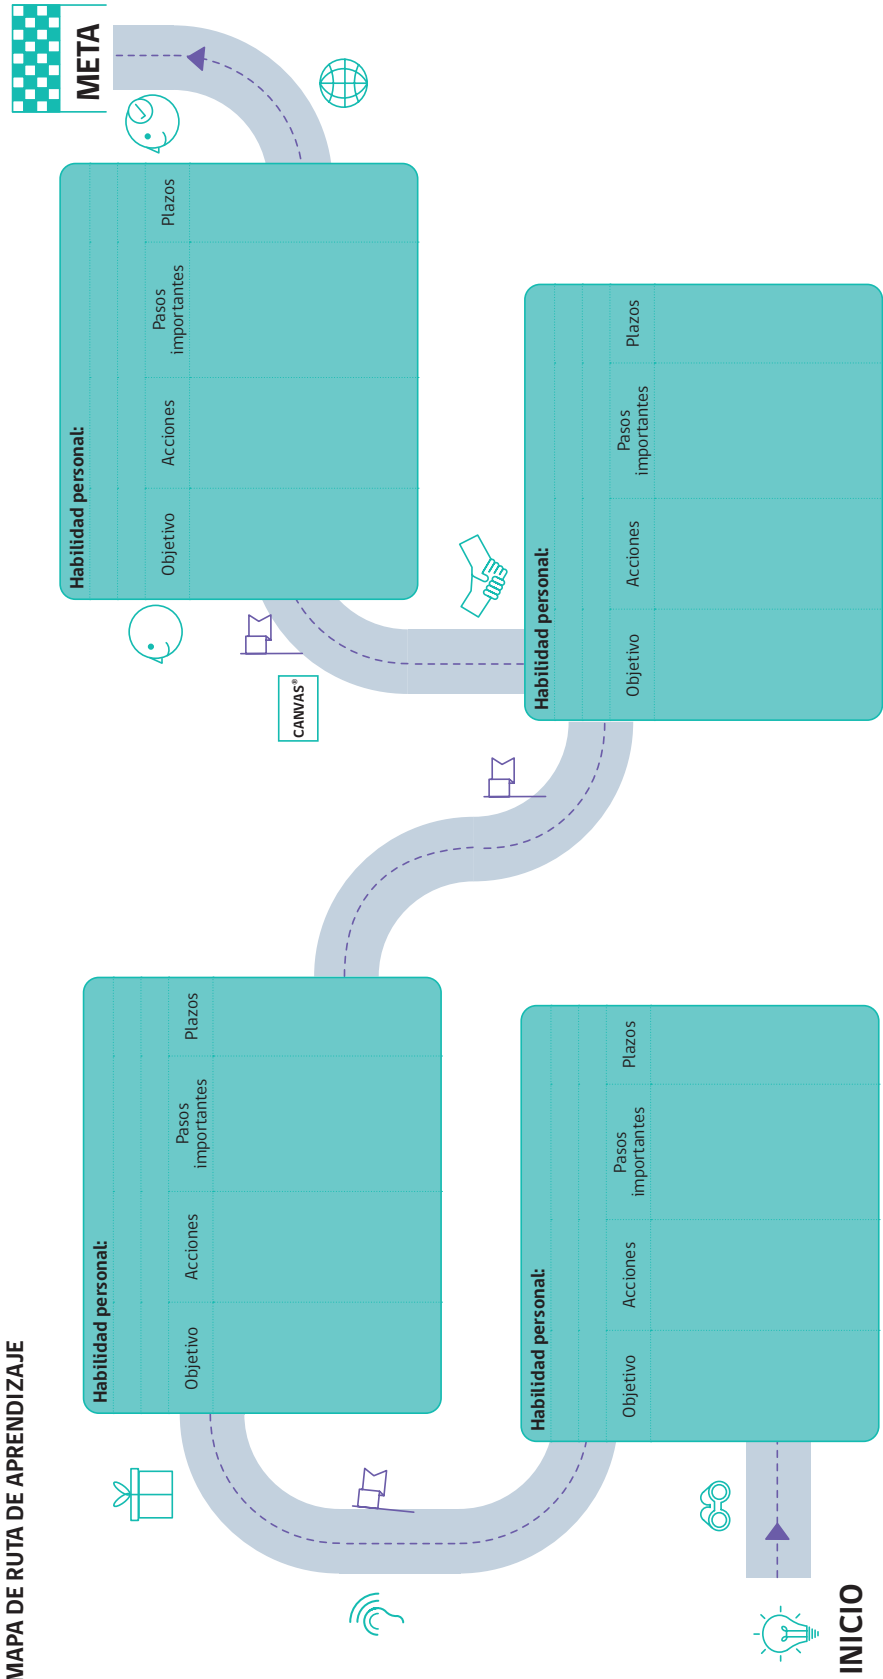 MAPA DE RUTA DE APRENDIZAJE
INICIO
Habilidad personal:
Objetivo
Acciones
Pasos
importantes
Plazos
Habilidad personal:
Objetivo
Acciones
Pasos
importantes
Plazos
Habilidad personal:
Objetivo
Acciones
Pasos
importantes
Plazos
CANVAS®
Habilidad personal:
Objetivo
Acciones
Pasos
importantes
Plazos
META